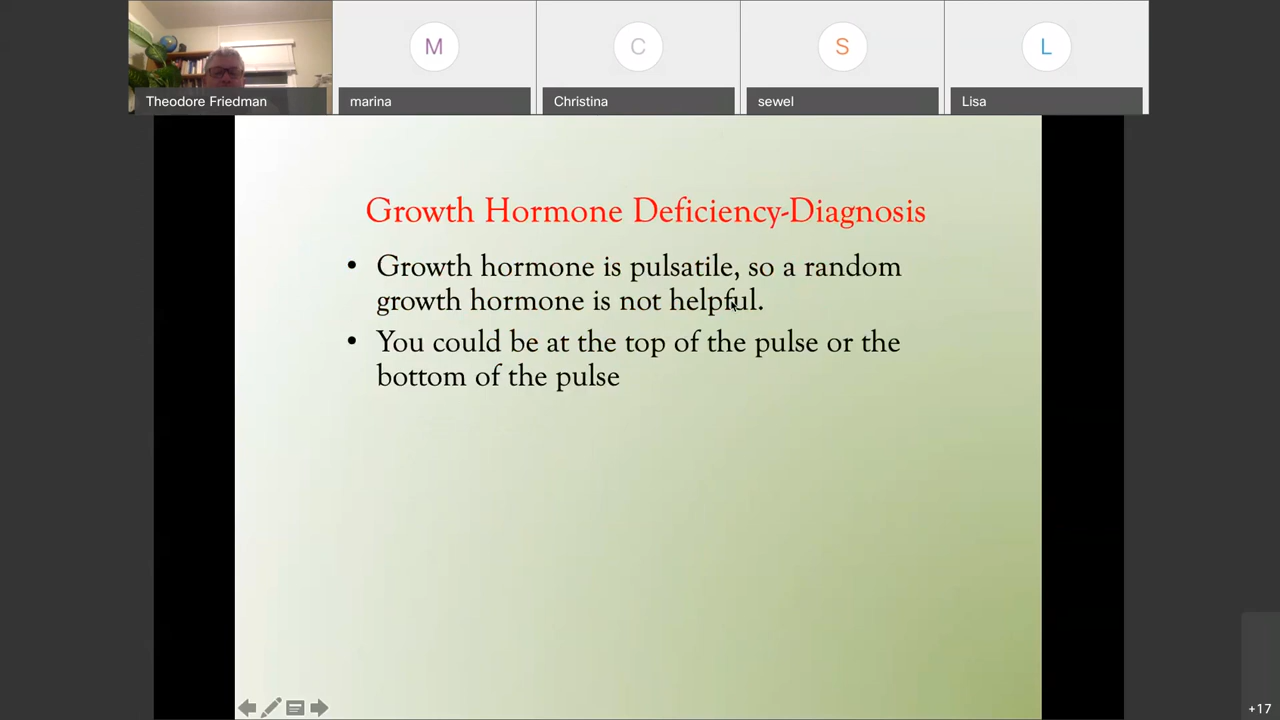 M
C
S
L
Theodore Friedman
marina
Christina
sewel
Lisa
Growth Hormone Deficiency-Diagnosis
• Growth hormone is pulsatile, so a random
growth hormone is not helpful.
• You could be at the top of the pulse or the
bottom of the pulse
+17